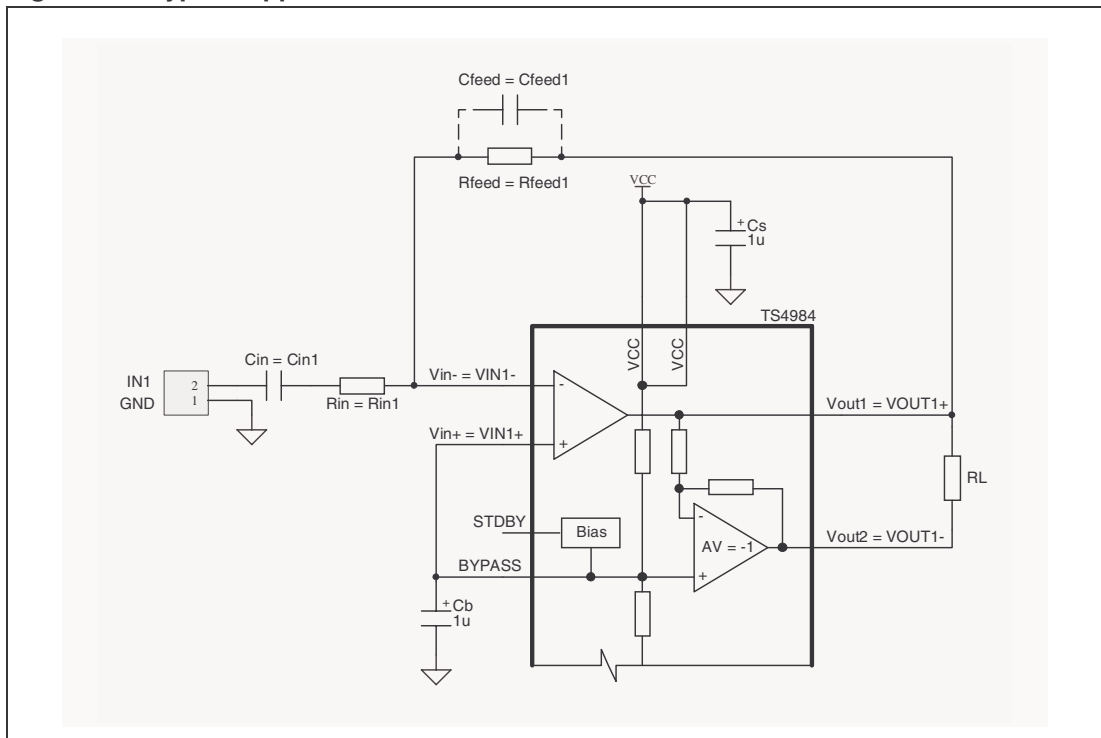 Cfeed = Cfeed1
Rfeed = Rfeed1
VCC
+ Cs
1u
TS4984
VCC
VCC
Cin = Cin1
IN1
GND
2
1
Rin = Rin1
Vin- = VIN1-
-
Vout1 = VOUT1+
Vin+ = VIN1+
+
RL
STDBY
Bias
-
AV = -1
Vout2 = VOUT1-
BYPASS
+
+ Cb
1u